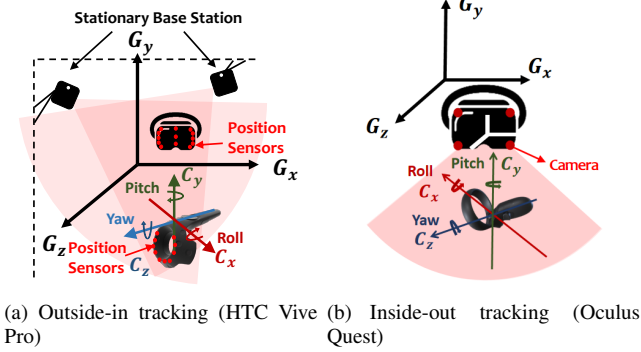 Stationary Base Station
G_y
Position
Sensors
G_x
Pitch
C_y
Yaw
Roll
G_z
Position
Sensors
C_z
C_x
G_y
G_x
G_z
Camera
Pitch
C_y
Roll
C_x
Yaw
C_z
(a) Outside-in tracking (HTC Vive
Pro)
(b) Inside-out tracking (Oculus
Quest)